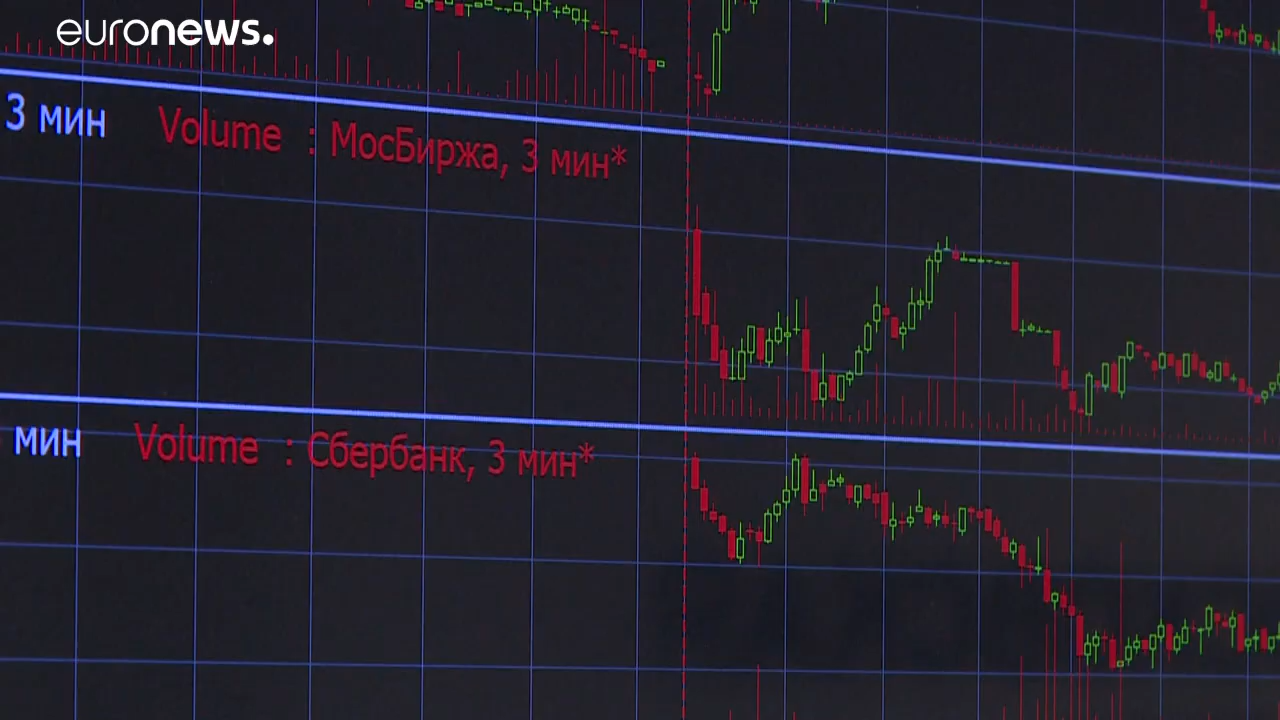 euronews.
3 мин Volume : МосБиржа, 3 мин*
мин Volume : Сбербанк, 3 мин*